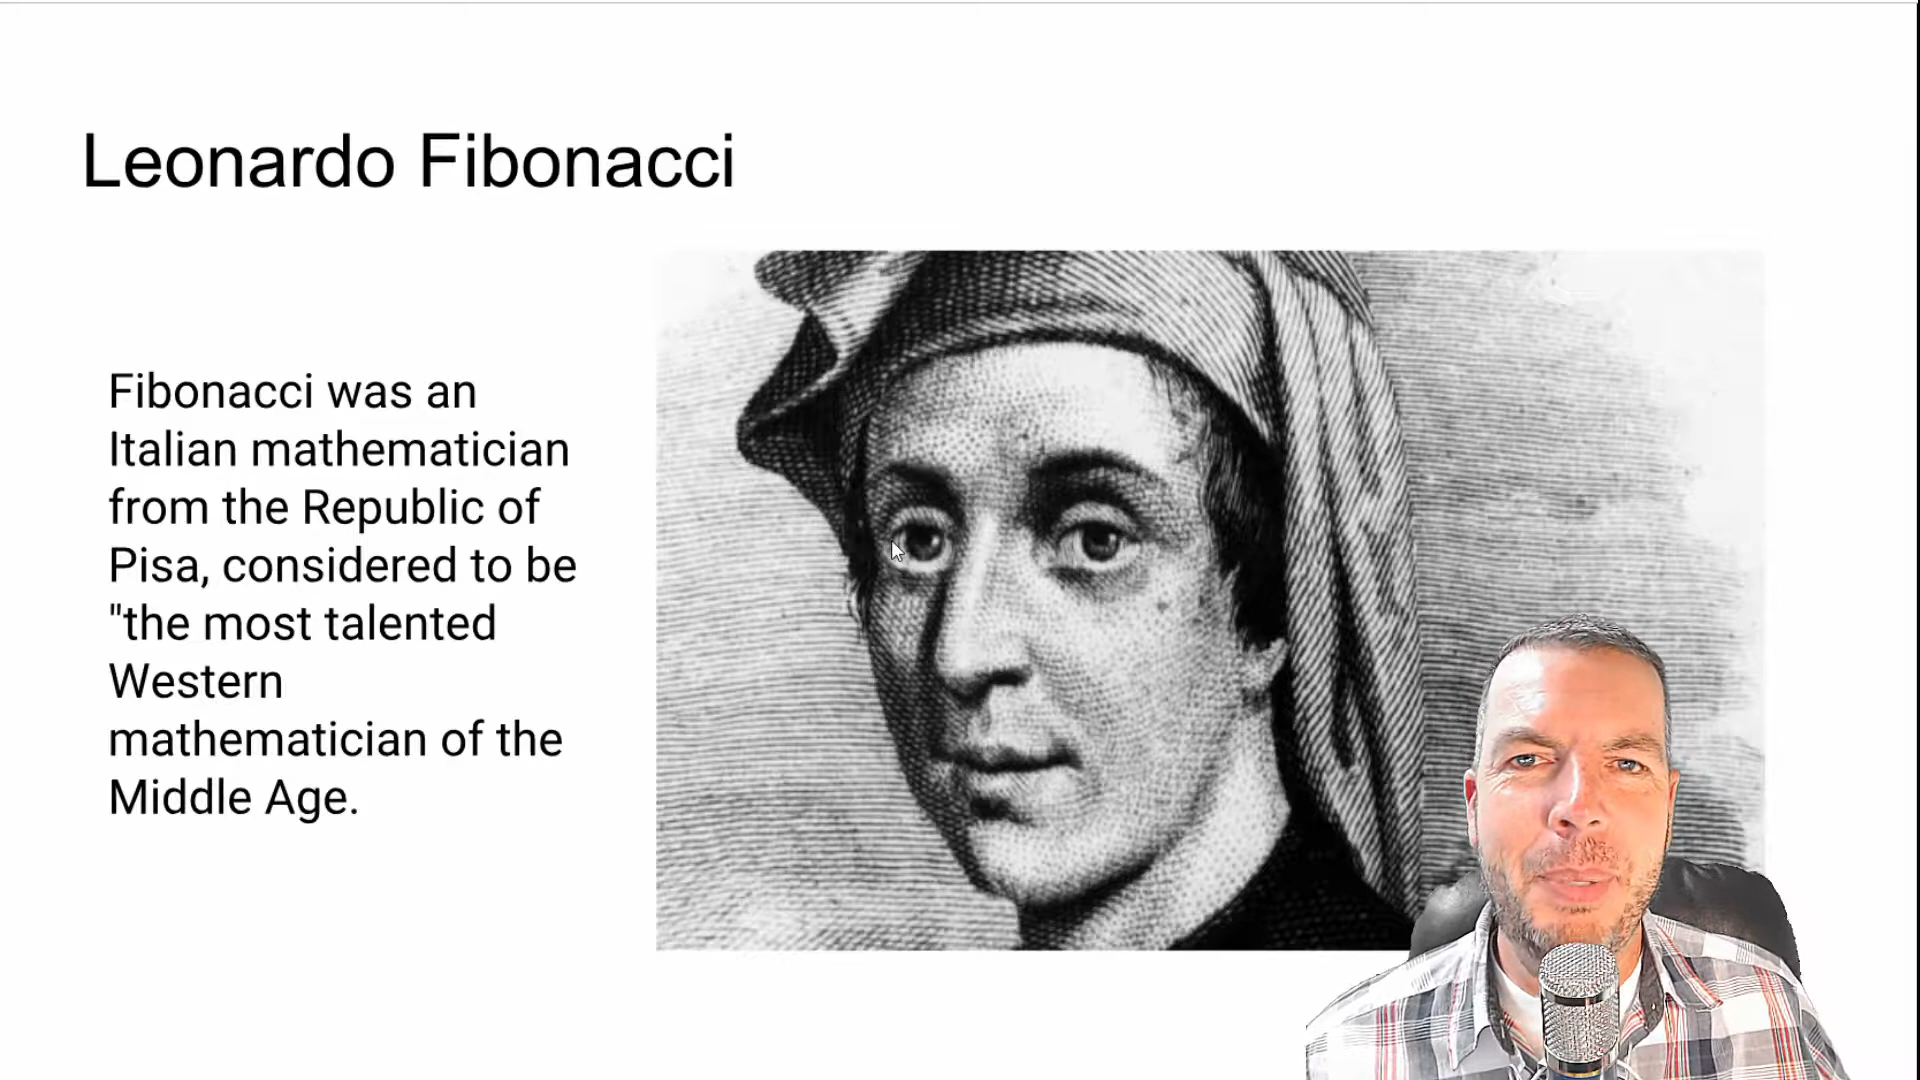 Leonardo Fibonacci
Fibonacci was an
Italian mathematician
from the Republic of
Pisa, considered to be
"the most talented
Western
mathematician of the
Middle Age.